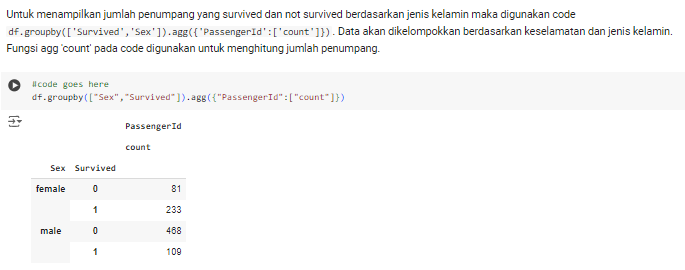 Untuk menampilkan jumlah penumpang yang survived dan not survived berdasarkan jenis kelamin maka digunakan code
df.groupby(['Survived','Sex']).agg({'PassengerId':['count']}). Data akan dikelompokkan berdasarkan keselamatan dan jenis kelamin.
Fungsi agg 'count' pada code digunakan untuk menghitung jumlah penumpang.
#code goes here
df.groupby(["Sex","Survived"]).agg({"PassengerId":["count"]})
PassengerId
count
Sex Survived
female 0 81
1 233
male 0 468
1 109